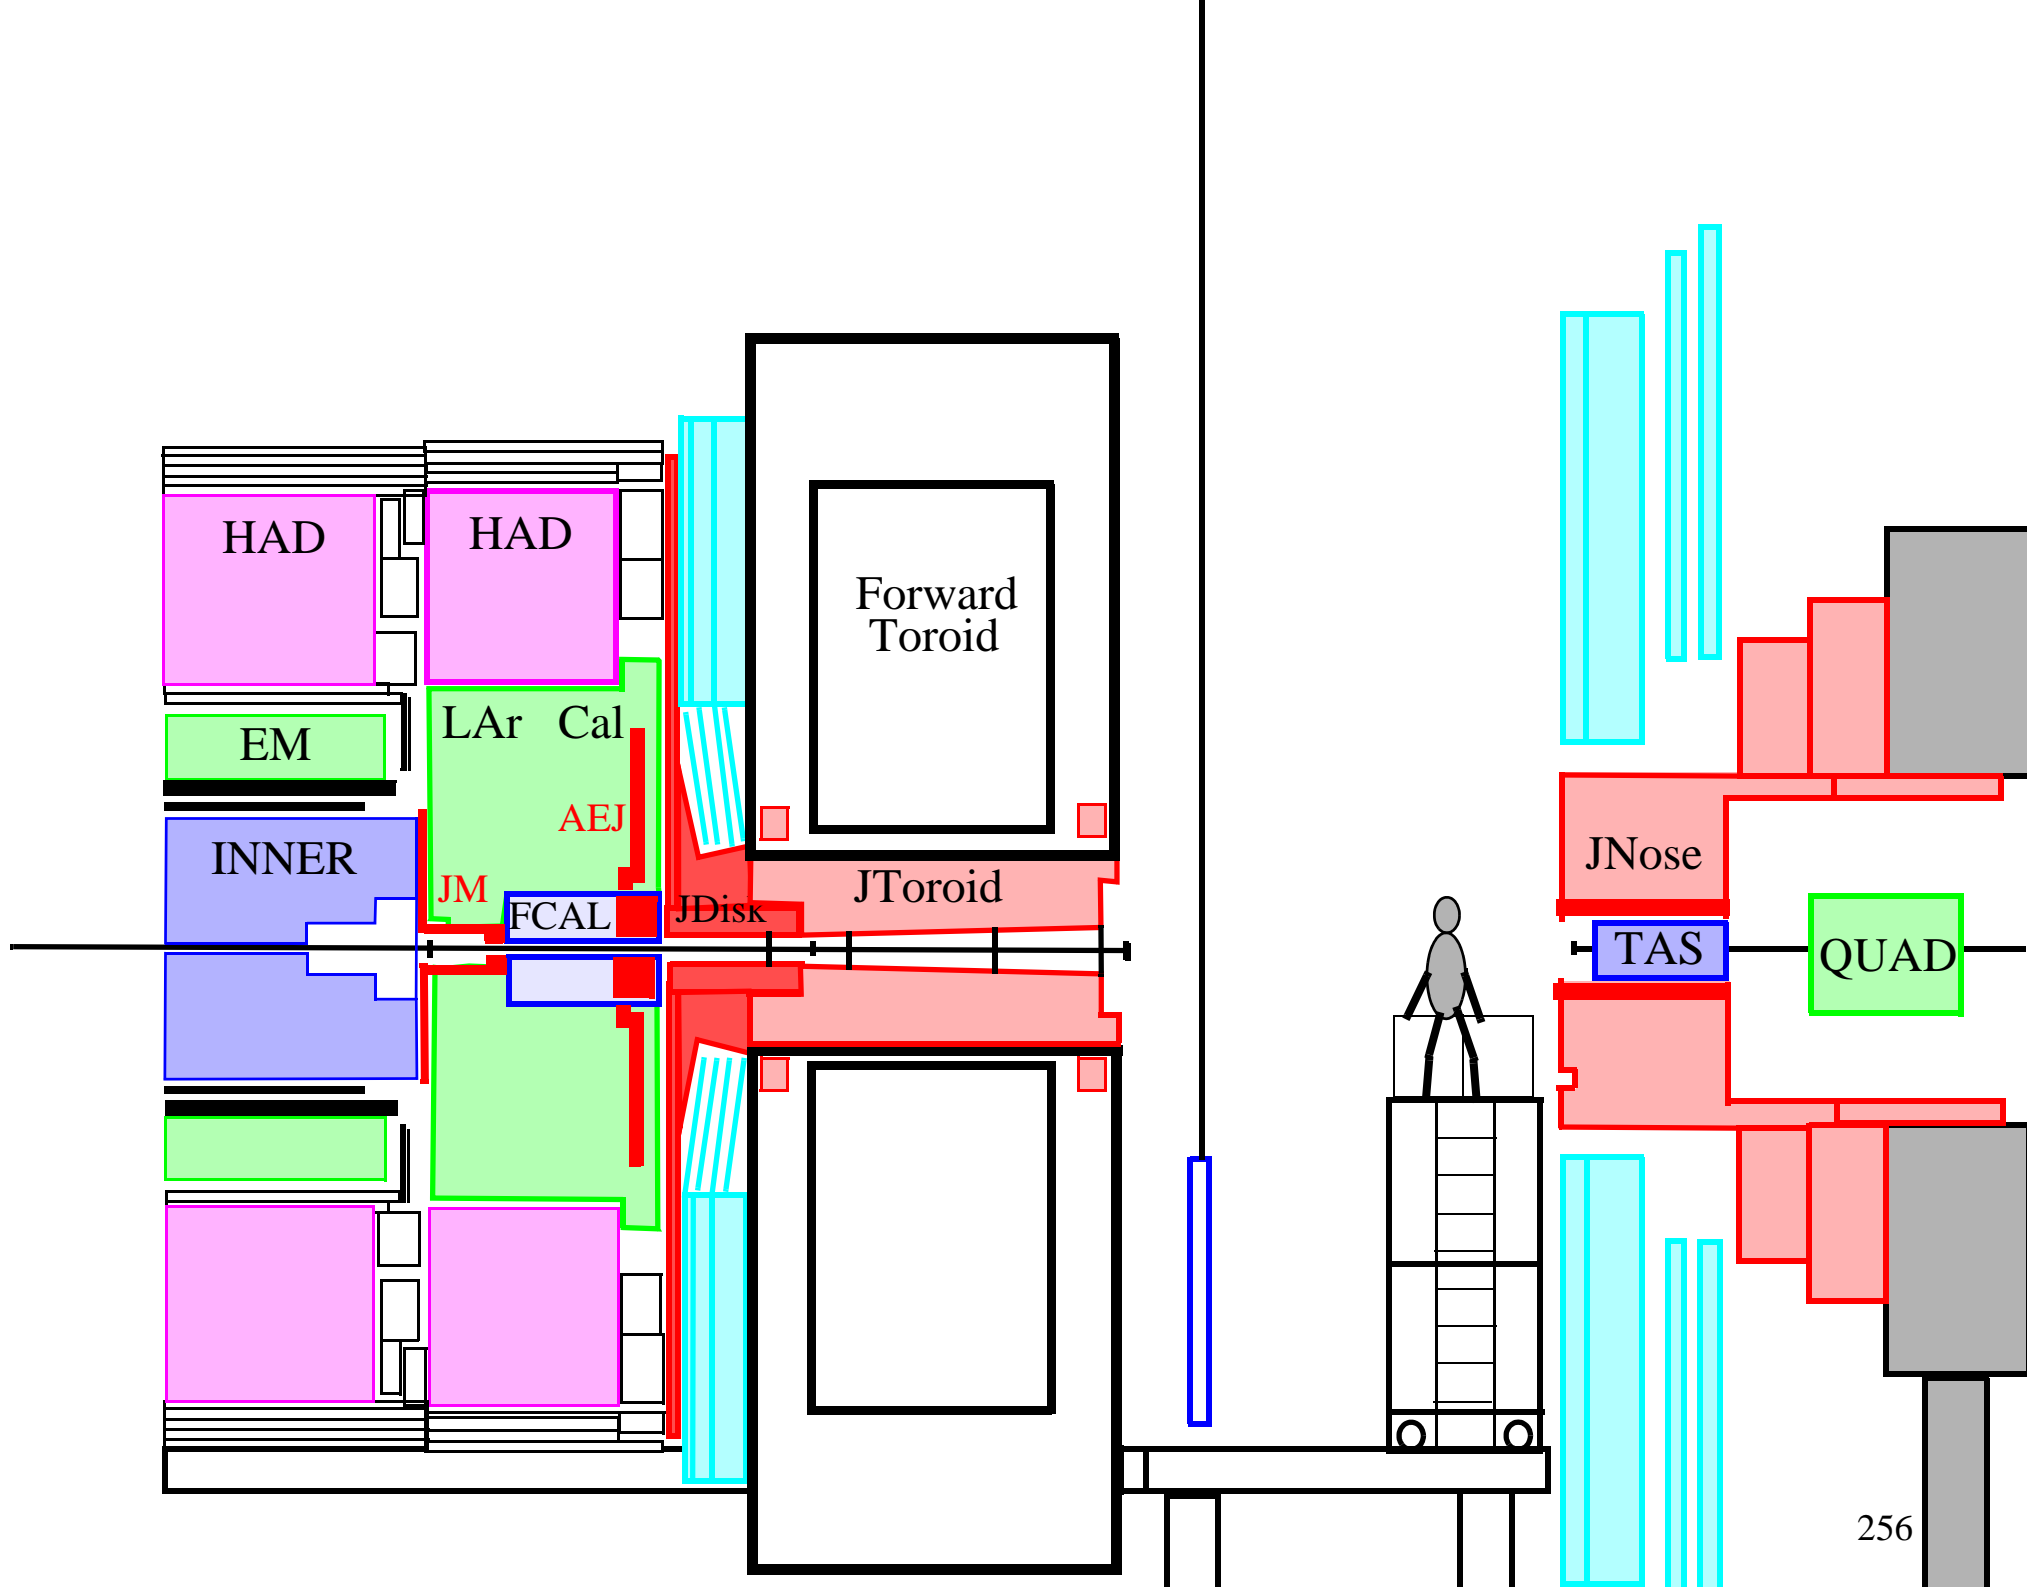 HAD
HAD
Forward
Toroid
LAr Cal
EM
AEJ
INNER
JNose
JM
JToroid
FCAL
JDisk
TAS
QUAD
256